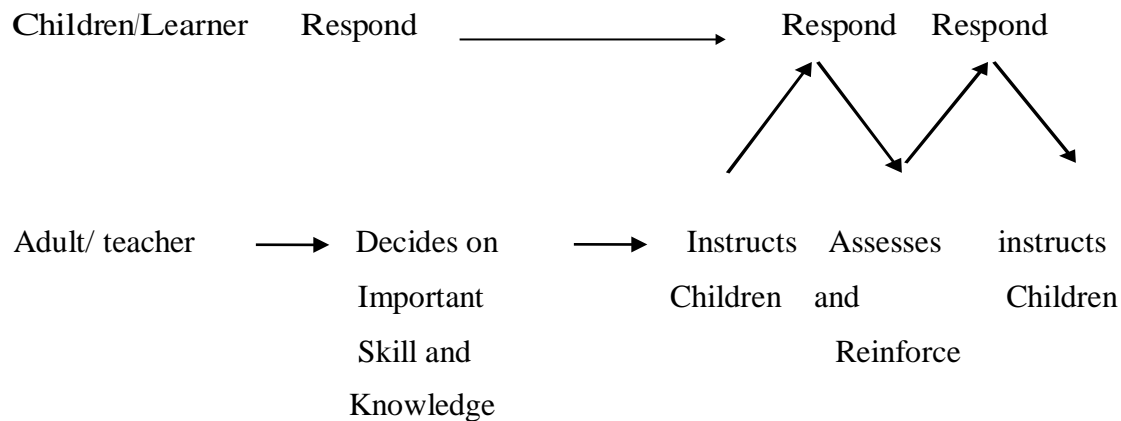 Children/Learner Respond Respond Respond
Adult/ teacher Decides on Instructs Assesses instructs
Important Children and Children
Skill and Reinforce
Knowledge